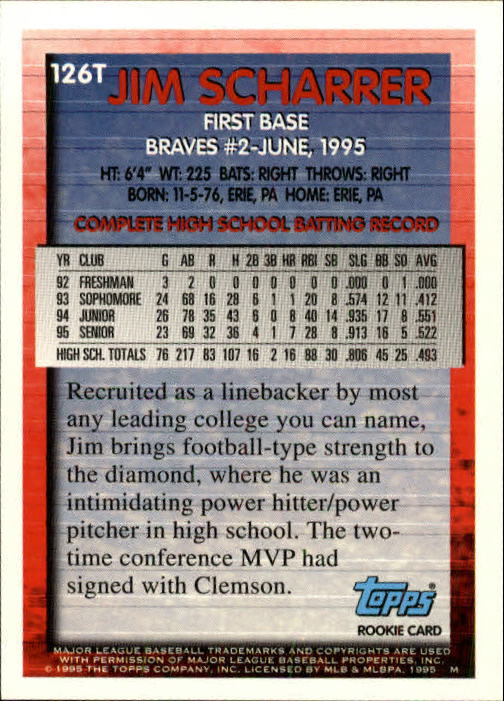 126T
JIM SCHARRER
FIRST BASE
BRAVES #2-JUNE, 1995
HT: 6'4" WT: 225 BATS: RIGHT THROWS: RIGHT
BORN: 11-5-76, ERIE, PA HOME: ERIE, PA
COMPLETE HIGH SCHOOL BATTING RECORD
YR CLUB G AB R H 2B 3B HR RBI SB SLG BB SO AVG
92 FRESHMAN 3 2 0 0 0 0 0 0 0 .000 0 1 .000
93 SOPHOMORE 24 68 16 28 6 1 1 20 8 .574 12 11 .412
94 JUNIOR 26 78 35 43 6 0 8 40 14 .935 17 8 .551
95 SENIOR 23 69 32 36 4 1 7 28 8 .913 16 5 .522
HIGH SCH. TOTALS 76 217 83 107 16 2 16 88 30 .806 45 25 .493
Recruited as a linebacker by most
any leading college you can name,
Jim brings football-type strength to
the diamond, where he was an
intimidating power hitter/power
pitcher in high school. The two-
time conference MVP had
signed with Clemson.
Topps®
ROOKIE CARD
MAJOR LEAGUE BASEBALL TRADEMARKS AND COPYRIGHTS ARE USED
WITH PERMISSION OF MAJOR LEAGUE BASEBALL PROPERTIES, INC.
© 1995 THE TOPPS COMPANY, INC. LICENSED BY MLB & MLBPA, 1995 M